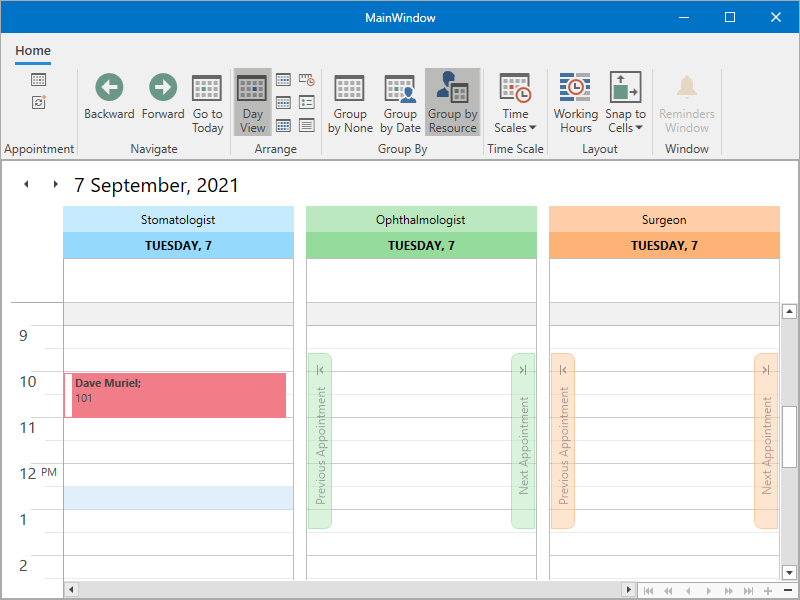 MainWindow
Home
Backward
Forward
Go to
Today
Day
View
Group
by None
Group
by Date
Group by
Resource
Time
Scales
Working
Hours
Snap to
Cells
Reminders
Window
Appointment
Navigate
Arrange
Group By
Time Scale
Layout
Window
7 September, 2021
Stomatologist
Ophthalmologist
Surgeon
TUESDAY, 7
TUESDAY, 7
TUESDAY, 7
9
10
11
12 PM
1
2
Dave Muriel;
101
Previous Appointment
Next Appointment
Previous Appointment
Next Appointment